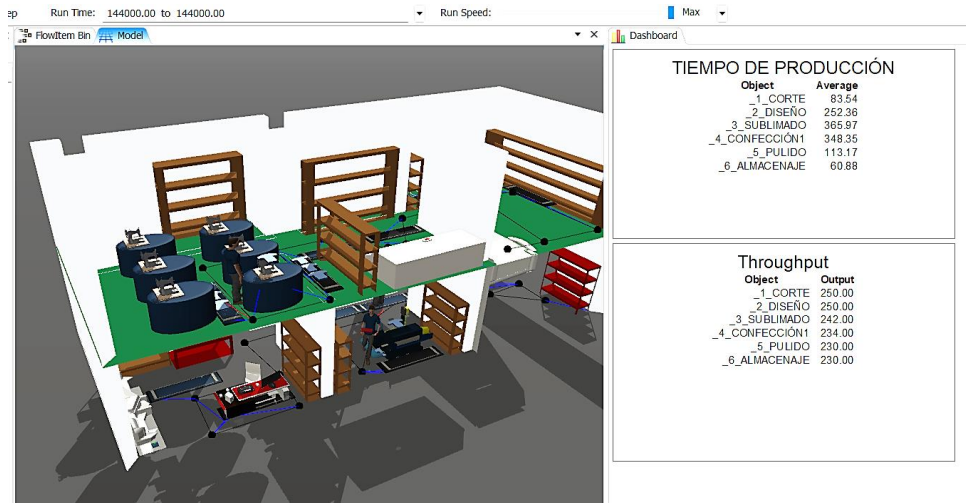 ep Run Time: 144000.00 to 144000.00 Run Speed: Max
FlowItem Bin Model Dashboard
TIEMPO DE PRODUCCIÓN
Object Average
_1_CORTE 83.54
_2_DISEÑO 252.36
_3_SUBLIMADO 365.97
_4_CONFECCIÓN1 348.35
_5_PULIDO 113.17
_6_ALMACENAJE 60.88
Throughput
Object Output
_1_CORTE 250.00
_2_DISEÑO 250.00
_3_SUBLIMADO 242.00
_4_CONFECCIÓN1 234.00
_5_PULIDO 230.00
_6_ALMACENAJE 230.00